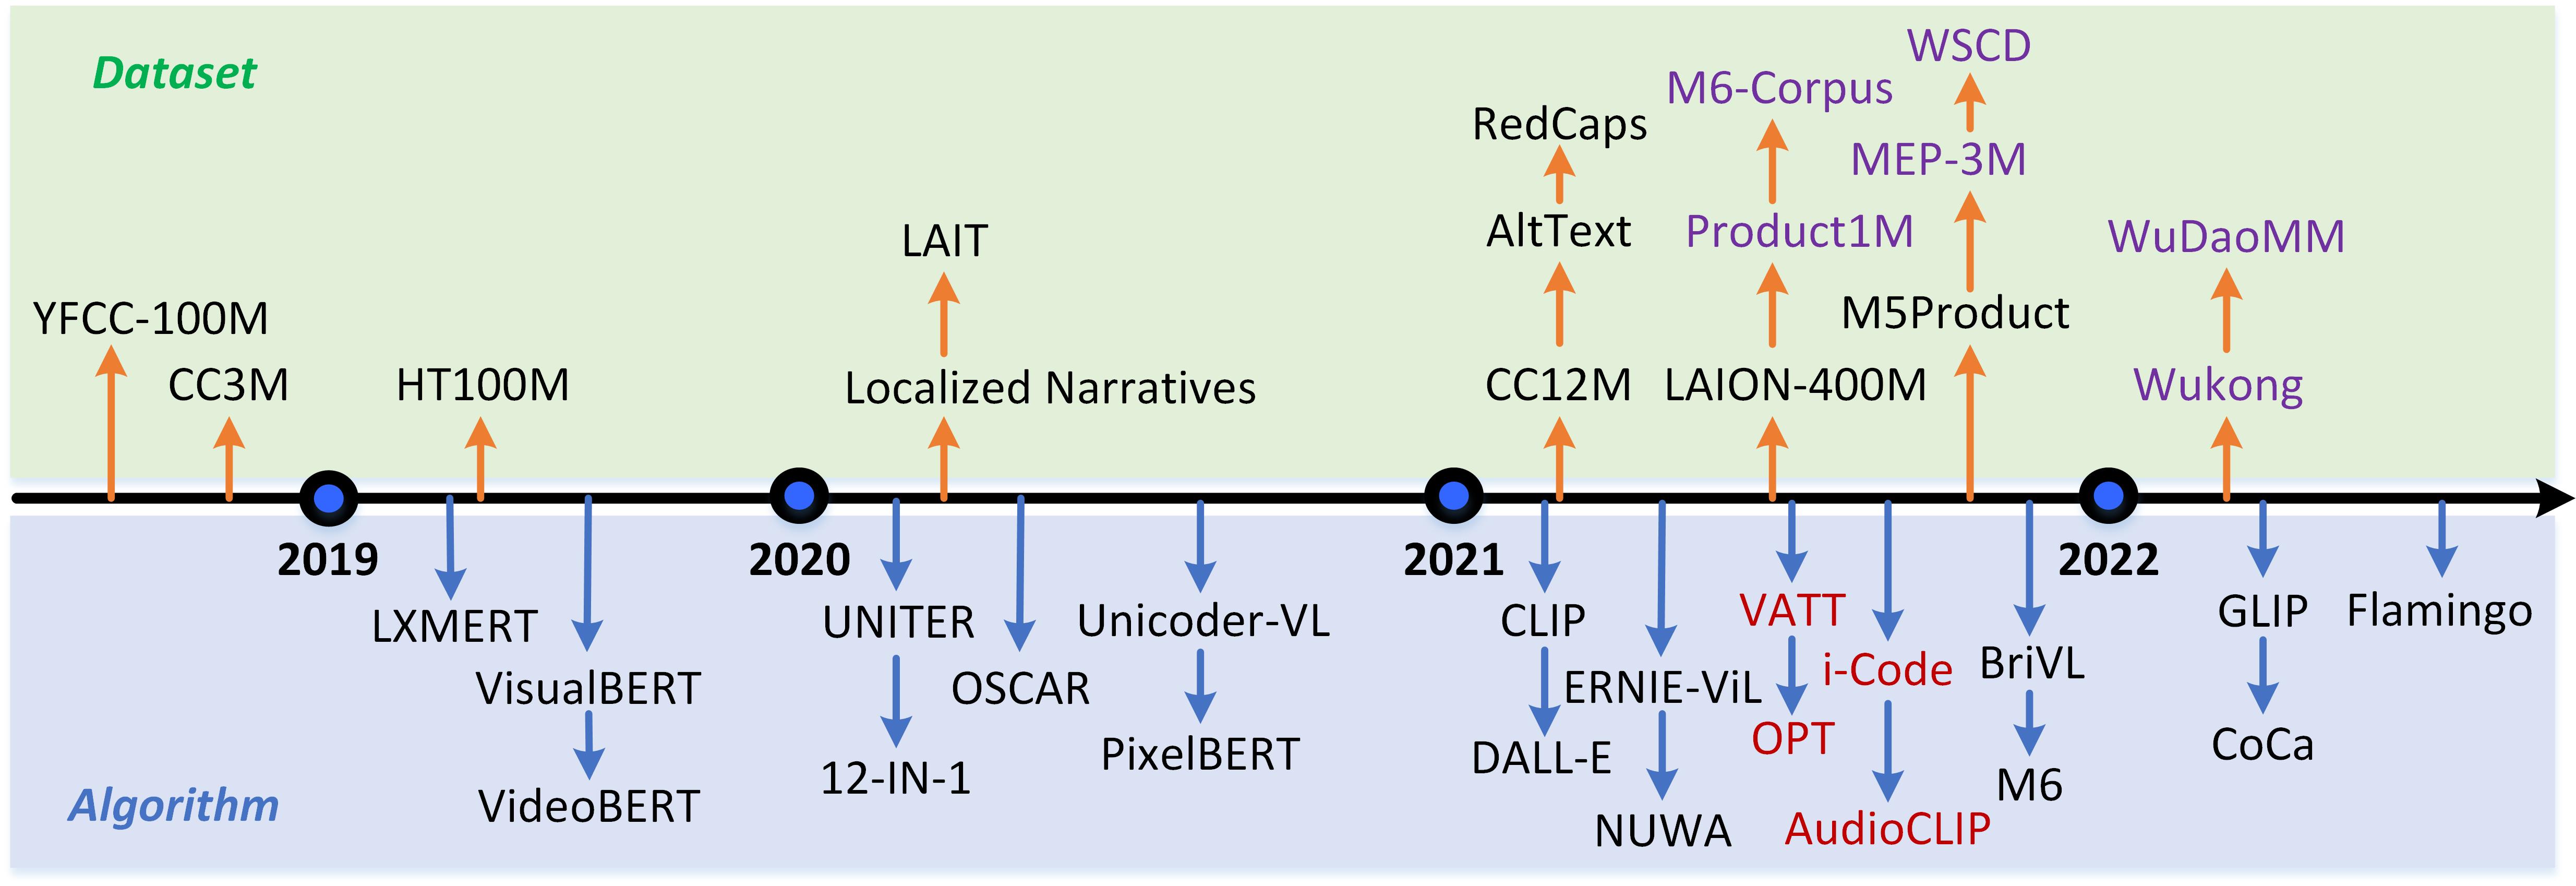 Dataset
WSCD
M6-Corpus
RedCaps
MEP-3M
AltText
Product1M
WuDaoMM
LAIT
YFCC-100M
M5Product
CC3M
HT100M
Localized Narratives
CC12M
LAION-400M
Wukong
2019
2020
2021
2022
LXMERT
UNITER
Unicoder-VL
CLIP
VATT
GLIP
Flamingo
VisualBERT
OSCAR
ERNIE-ViL
i-Code
BriVL
12-IN-1
PixelBERT
DALL-E
OPT
CoCa
Algorithm
VideoBERT
NUWA
AudioCLIP
M6